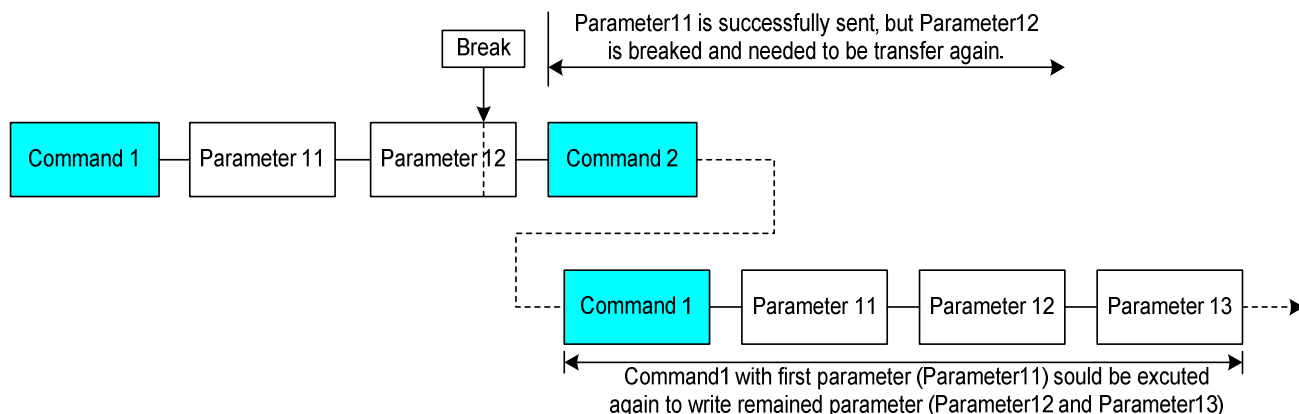 Parameter11 is successfully sent, but Parameter12
is breaked and needed to be transfer again.
Break
Command 1
Parameter 11
Parameter 12
Command 2
Command 1
Parameter 11
Parameter 12
Parameter 13
Command1 with first parameter (Parameter11) sould be excuted
again to write remained parameter (Parameter12 and Parameter13)